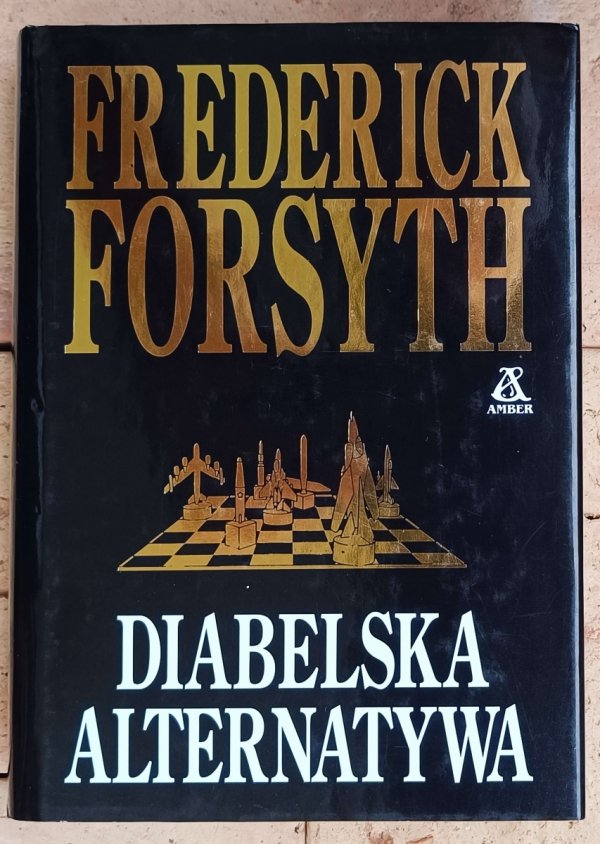 FREDERICK
FORSYTH
AMBER
DIABELSKA
ALTERNATYWA